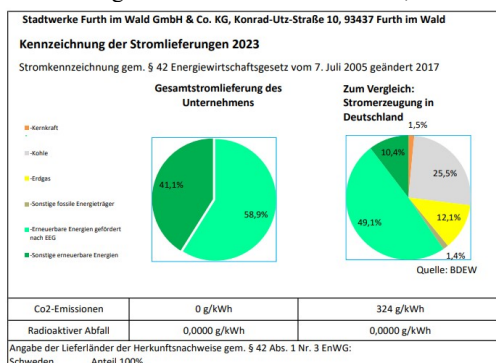 Stadtwerke Furth im Wald GmbH & Co. KG, Konrad-Utz-Straße 10, 93437 Furth im Wald
Kennzeichnung der Stromlieferungen 2023
Stromkennzeichnung gem. § 42 Energiewirtschaftsgesetz vom 7. Juli 2005 geändert 2017
Gesamtstromlieferung des
Unternehmens
Zum Vergleich:
Stromerzeugung in
Deutschland
-Kernkraft
-Kohle
-Erdgas
-Sonstige fossile Energieträger
-Erneuerbare Energien gefördert
nach EEG
-Sonstige erneuerbare Energien
41,1%
58,9%
1,5%
10,4%
25,5%
49,1%
12,1%
1,4%
Quelle: BDEW
Co2-Emissionen 0 g/kWh 324 g/kWh
Radioaktiver Abfall 0,0000 g/kWh 0,0000 g/kWh
Angabe der Lieferländer der Herkunftsnachweise gem. § 42 Abs. 1 Nr. 3 EnWG:
Schweden Anteil 100%